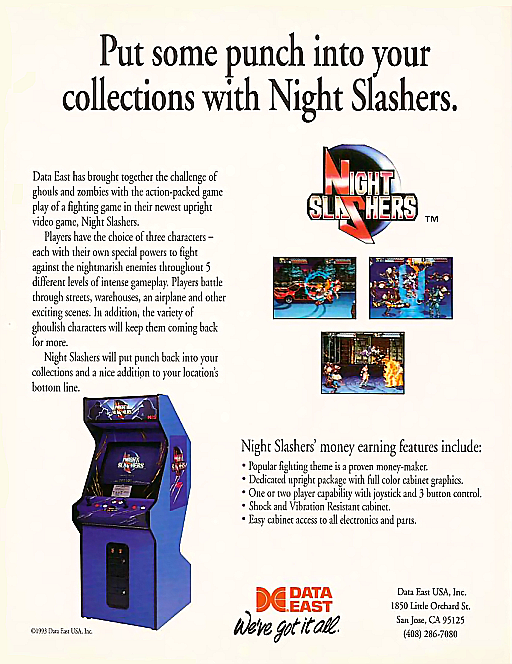 Put some punch into your
collections with Night Slashers.
Data East has brought together the challenge of
ghouls and zombies with the action-packed game
play of a fighting game in their newest upright
video game, Night Slashers.
Players have the choice of three characters –
each with their own special powers to fight
against the nightmarish enemies throughout 5
different levels of intense gameplay. Players battle
through streets, warehouses, an airplane and other
exciting scenes. In addition, the variety of
ghoulish characters will keep them coming back
for more.
Night Slashers will put punch back into your
collections and a nice addition to your location's
bottom line.
NIGHT
SLASHERS
TM
NIGHT
SLASHERS
Night Slashers' money earning features include:
• Popular fighting theme is a proven money-maker.
• Dedicated upright package with full color cabinet graphics.
• One or two player capability with joystick and 3 button control.
• Shock and Vibration Resistant cabinet.
• Easy cabinet access to all electronics and parts.
©1993 Data East USA, Inc.
DATA
EAST
We've got it all.
Data East USA, Inc.
1850 Little Orchard St.
San Jose, CA 95125
(408) 286-7080